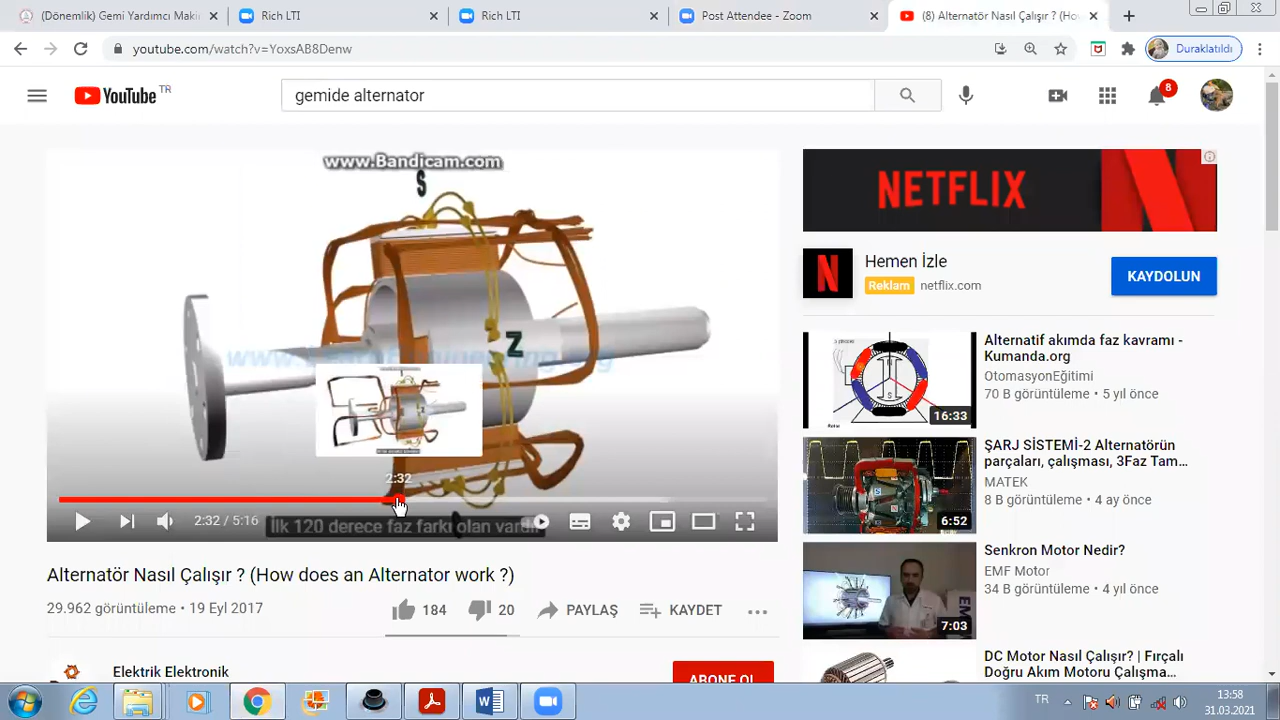 (Dönemlik) Gemi Yardımcı Mak
Rich LTI
Rich LTI
Post Attendee - Zoom
(8) Alternatör Nasıl Çalışır ? (Ho
youtube.com/watch?v=YoxsAB8Denw
Duraklatıldı
YouTube TR
gemide alternator
8
www.Bandicam.com
S
Z
2:32
2:32 / 5:16
İlk 120 derece faz farkı olan vardır
NETFLIX
Hemen İzle
Reklam netflix.com
KAYDOLUN
Alternatif akımda faz kavramı -
Kumanda.org
OtomasyonEğitimi
70 B görüntüleme • 5 yıl önce
16:33
ŞARJ SİSTEMİ-2 Alternatörün
parçaları, çalışması, 3Faz Tam...
MATEK
8 B görüntüleme • 4 ay önce
6:52
Senkron Motor Nedir?
EMF Motor
34 B görüntüleme • 4 yıl önce
7:03
DC Motor Nasıl Çalışır? | Fırçalı
Doğru Akım Motoru Çalışma...
Alternatör Nasıl Çalışır ? (How does an Alternator work ?)
29.962 görüntüleme • 19 Eyl 2017
184
20
PAYLAŞ
KAYDET
Elektrik Elektronik
ABONE OL
TR
13:58
31.03.2021